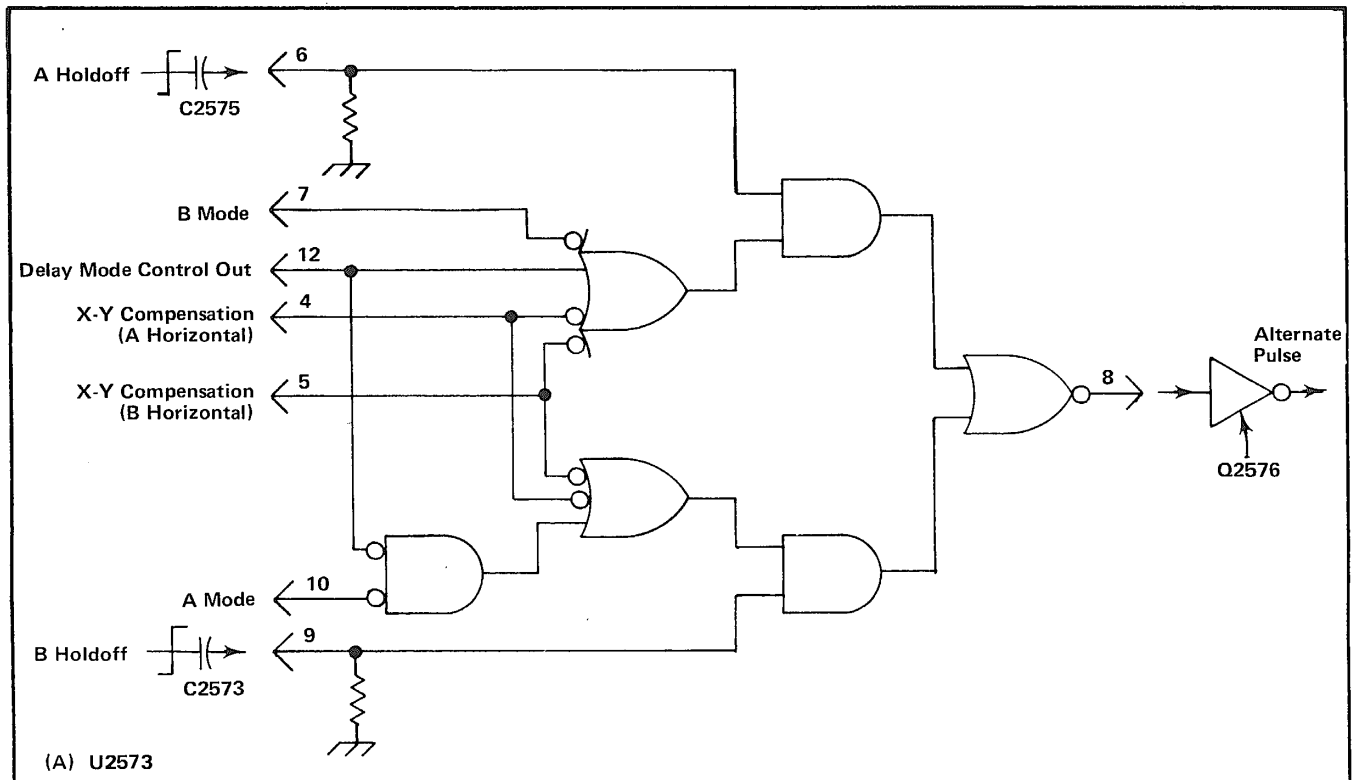 A Holdoff
C2575
6
B Mode
7
Delay Mode Control Out
12
X-Y Compensation
(A Horizontal)
4
X-Y Compensation
(B Horizontal)
5
A Mode
10
B Holdoff
C2573
9
8
Alternate
Pulse
Q2576
(A) U2573